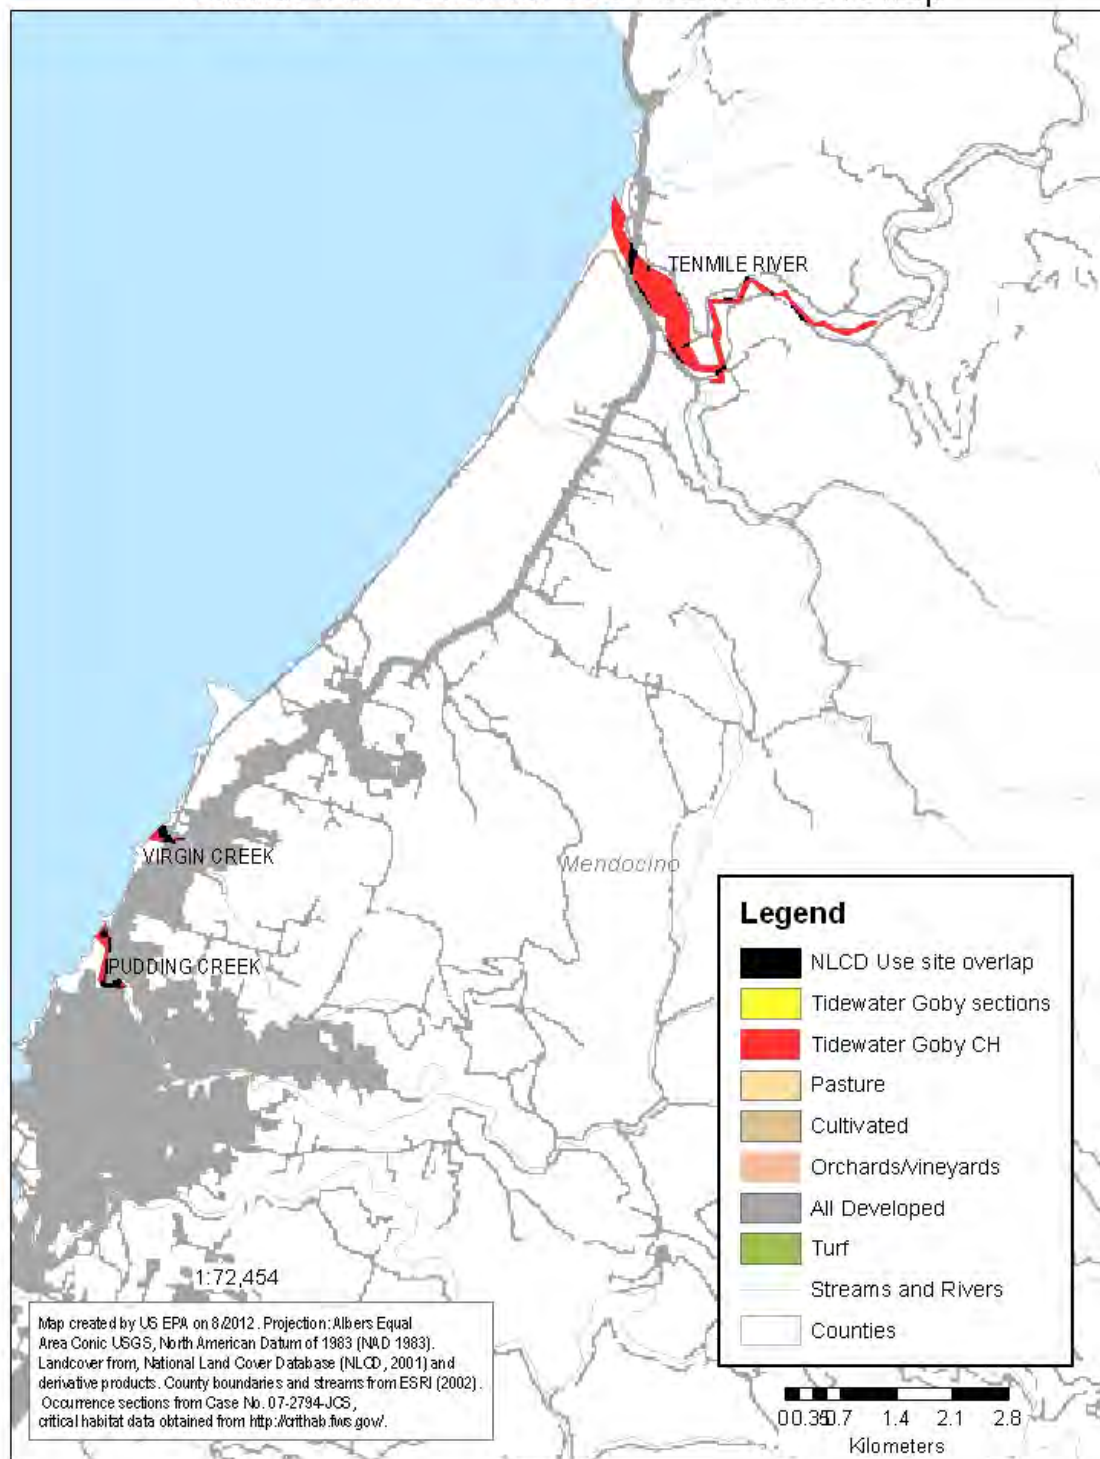 TENMILE RIVER
VIRGIN CREEK
PUDDING CREEK
Mendocino
Legend
NLCD Use site overlap
Tidewater Goby sections
Tidewater Goby CH
Pasture
Cultivated
Orchards/vineyards
All Developed
Turf
Streams and Rivers
Counties
1:72,454
Map created by US EPA on 8/2012. Projection: Albers Equal
Area Conic USGS, North American Datum of 1983 (NAD 1983).
Landcover from, National Land Cover Database (NLCD, 2001) and
derivative products. County boundaries and streams from ESRI (2002).
Occurrence sections from Case No. 07-2794-JCS,
critical habitat data obtained from http://crithab.fws.gov/.
0 0.35 0.7 1.4 2.1 2.8
Kilometers